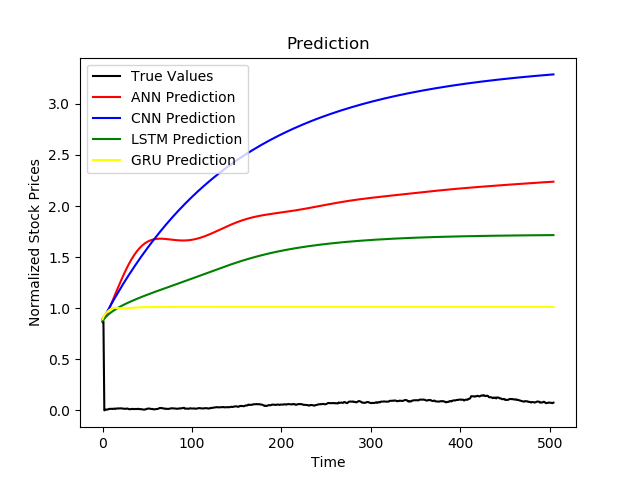 Prediction
True Values
ANN Prediction
CNN Prediction
LSTM Prediction
GRU Prediction
Normalized Stock Prices
3.0
2.5
2.0
1.5
1.0
0.5
0.0
0 100 200 300 400 500
Time